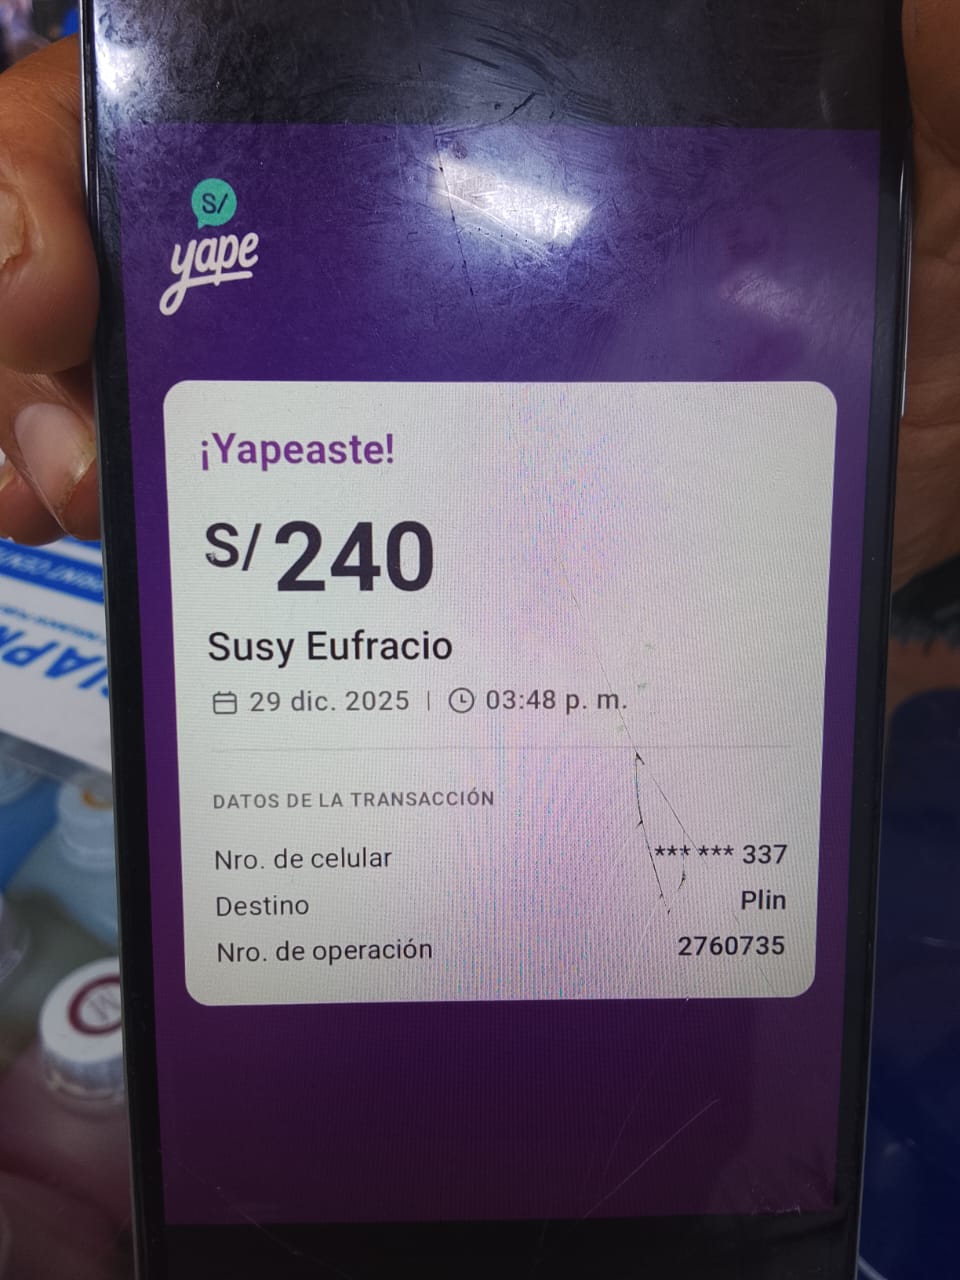 S/
yape
¡Yapeaste!
S/ 240
Susy Eufracio
29 dic. 2025 | 03:48 p. m.
DATOS DE LA TRANSACCIÓN
Nro. de celular *** *** 337
Destino Plin
Nro. de operación 2760735